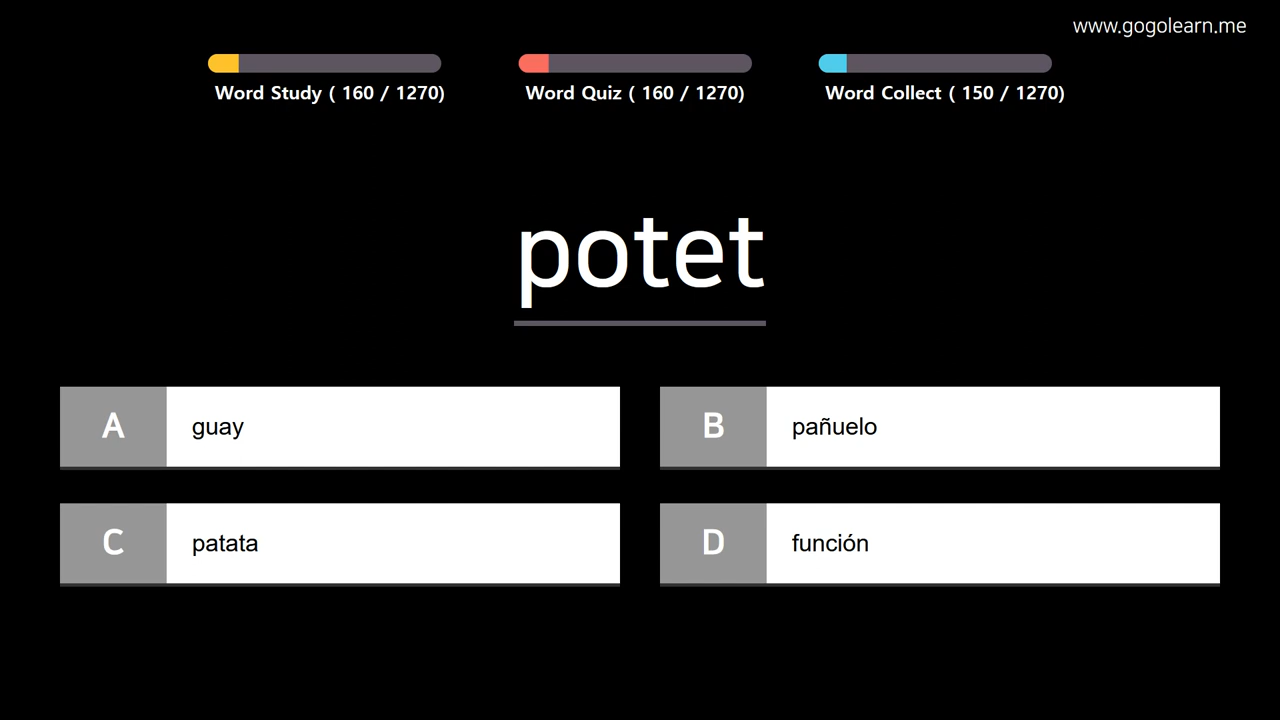 www.gogolearn.me
Word Study ( 160 / 1270)
Word Quiz ( 160 / 1270)
Word Collect ( 150 / 1270)
potet
A guay
B pañuelo
C patata
D función